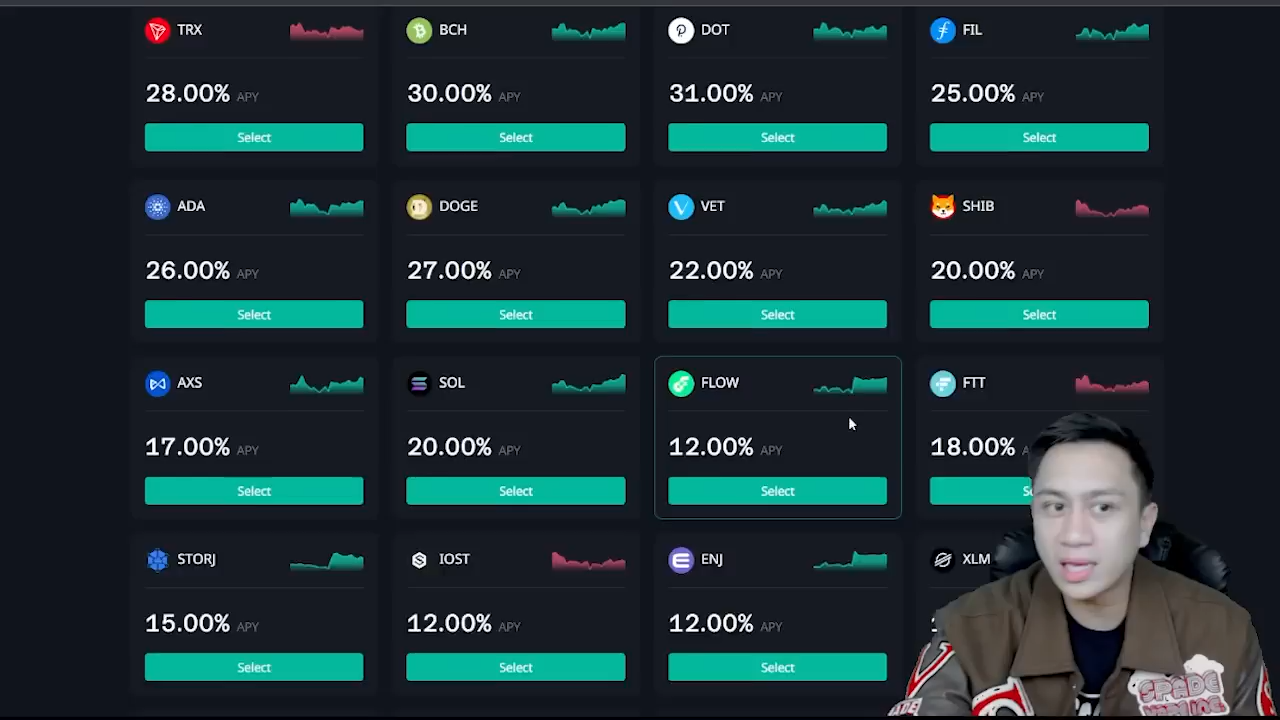 TRX BCH DOT FIL
28.00% APY 30.00% APY 31.00% APY 25.00% APY
Select Select Select Select
ADA DOGE VET SHIB
26.00% APY 27.00% APY 22.00% APY 20.00% APY
Select Select Select Select
AXS SOL FLOW FTT
17.00% APY 20.00% APY 12.00% APY 18.00%
Select Select Select
STORJ IOST ENJ XLM
15.00% APY 12.00% APY 12.00% APY
Select Select Select
SPADE